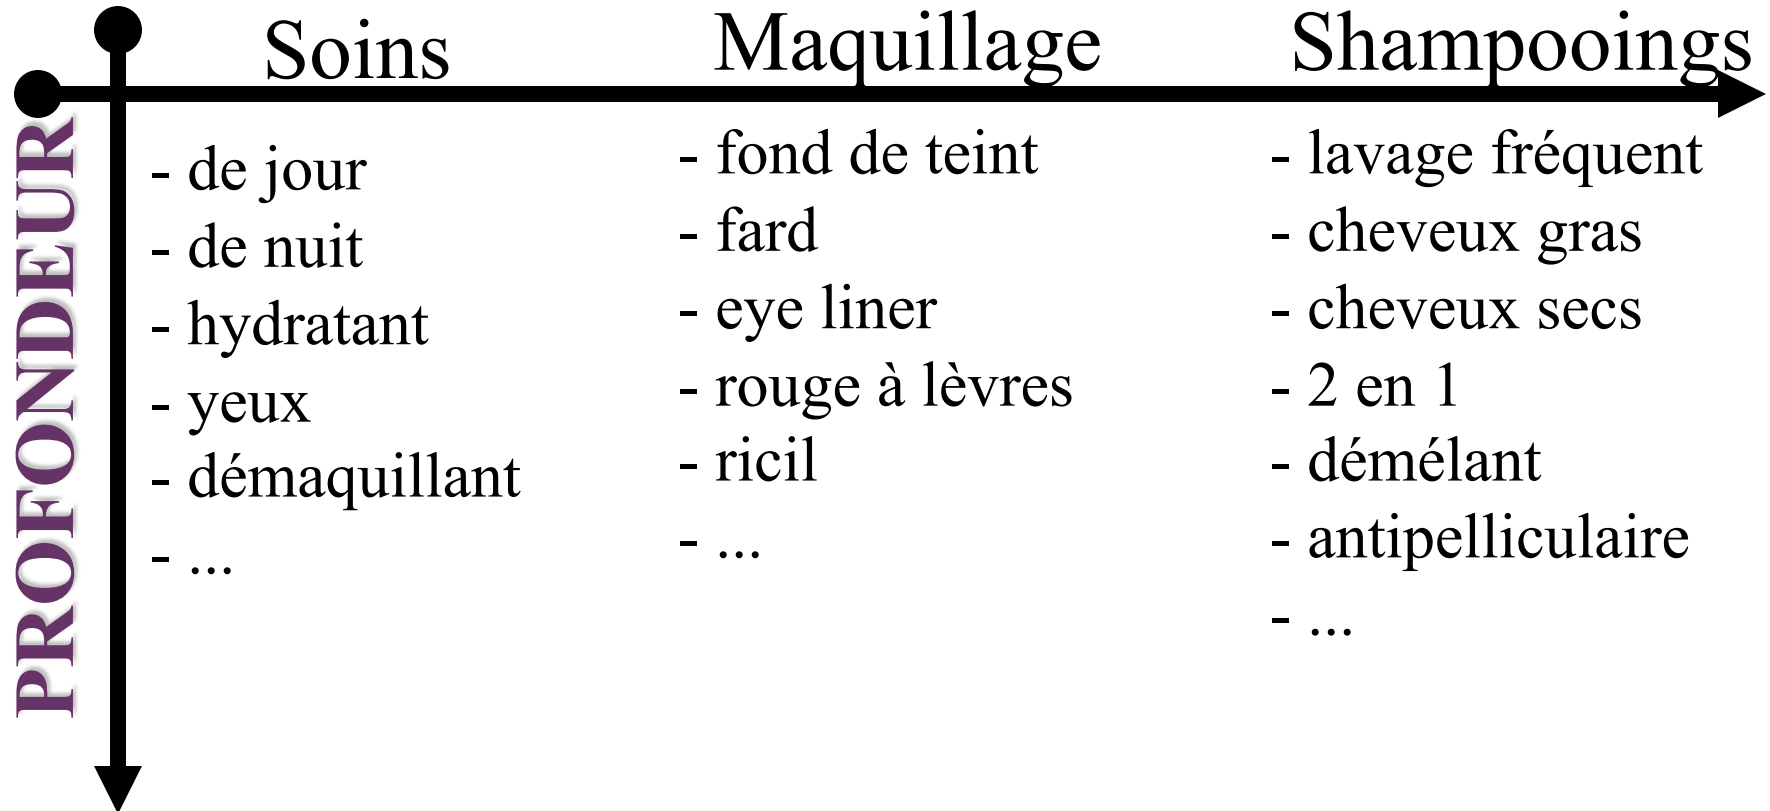 Soins
Maquillage
Shampooings
PROFONDEUR
- de jour
- de nuit
- hydratant
- yeux
- démaquillant
- ...
- fond de teint
- fard
- eye liner
- rouge à lèvres
- ricil
- ...
- lavage fréquent
- cheveux gras
- cheveux secs
- 2 en 1
- démélant
- antipelliculaire
- ...